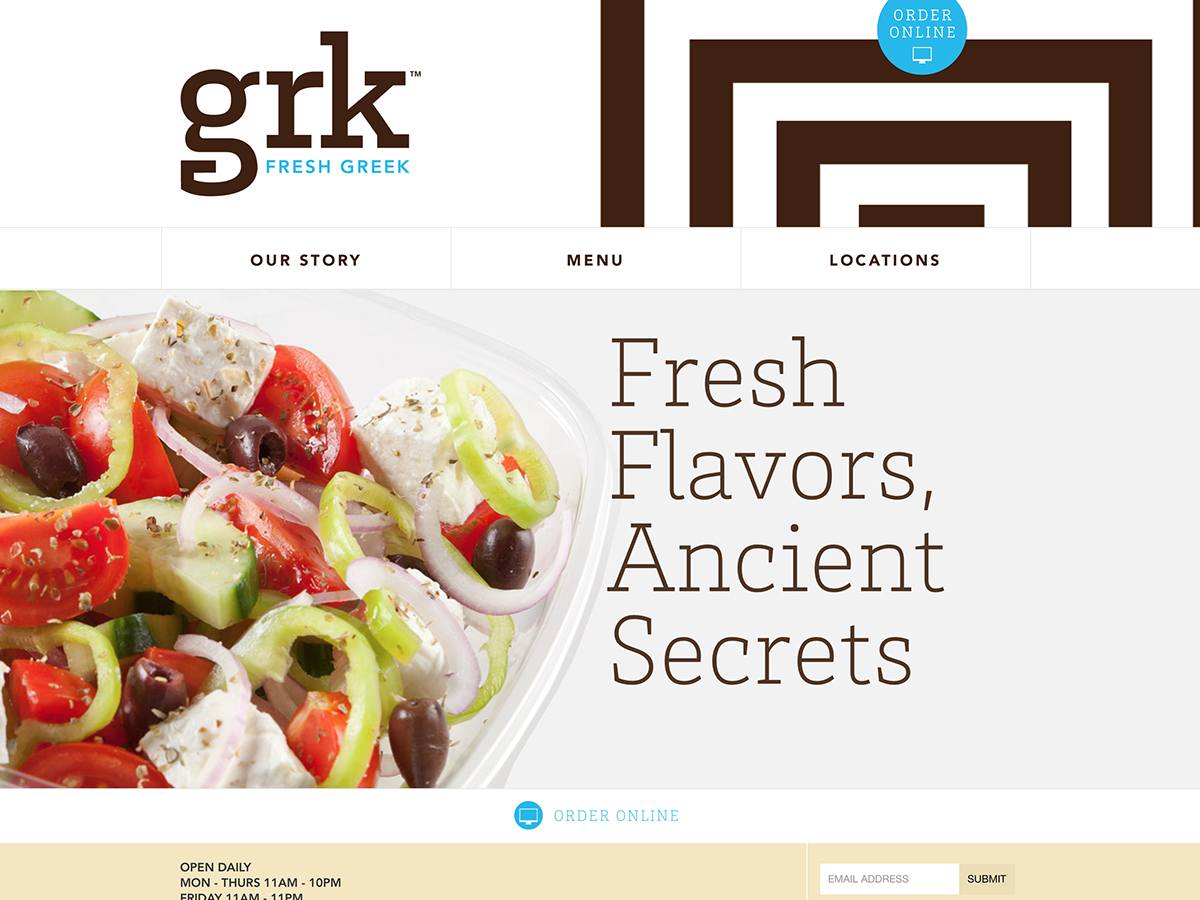 ORDER
ONLINE
grk™
FRESH GREEK
OUR STORY
MENU
LOCATIONS
Fresh
Flavors,
Ancient
Secrets
ORDER ONLINE
OPEN DAILY
MON - THURS 11AM - 10PM
FRIDAY 11AM - 11PM
EMAIL ADDRESS
SUBMIT